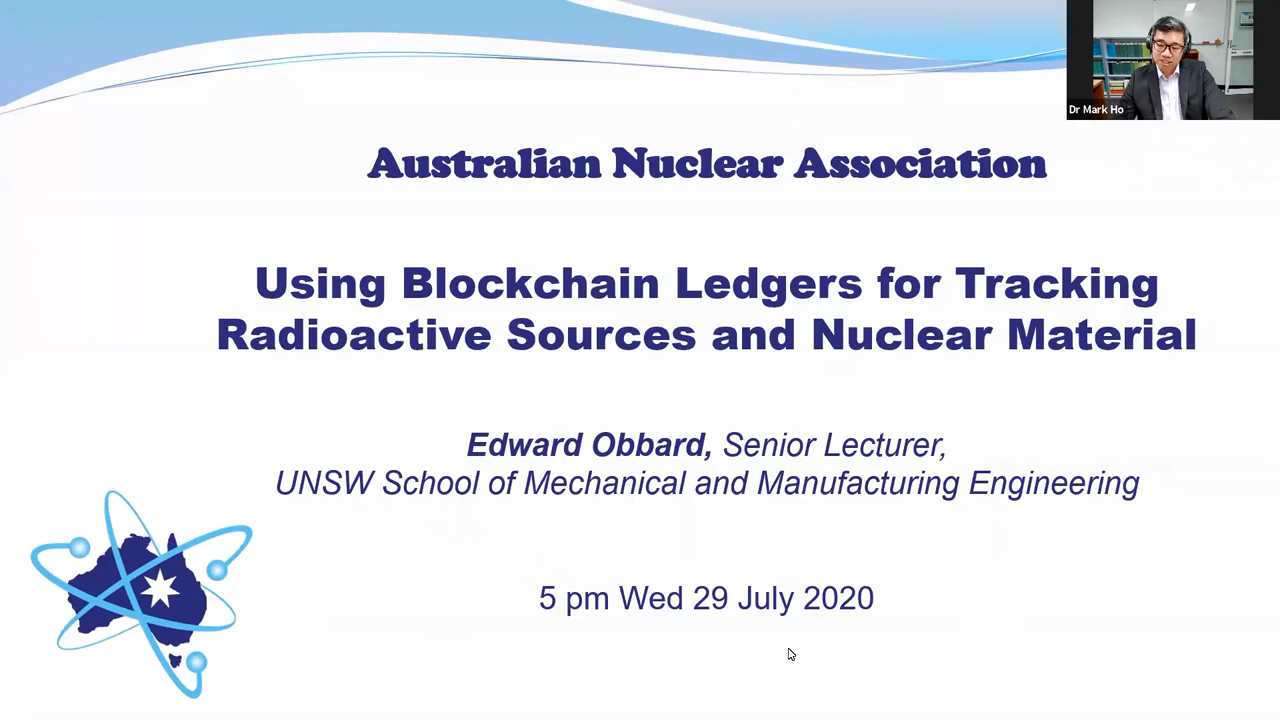 Dr Mark Ho
Australian Nuclear Association
Using Blockchain Ledgers for Tracking
Radioactive Sources and Nuclear Material
Edward Obbard, Senior Lecturer,
UNSW School of Mechanical and Manufacturing Engineering
5 pm Wed 29 July 2020